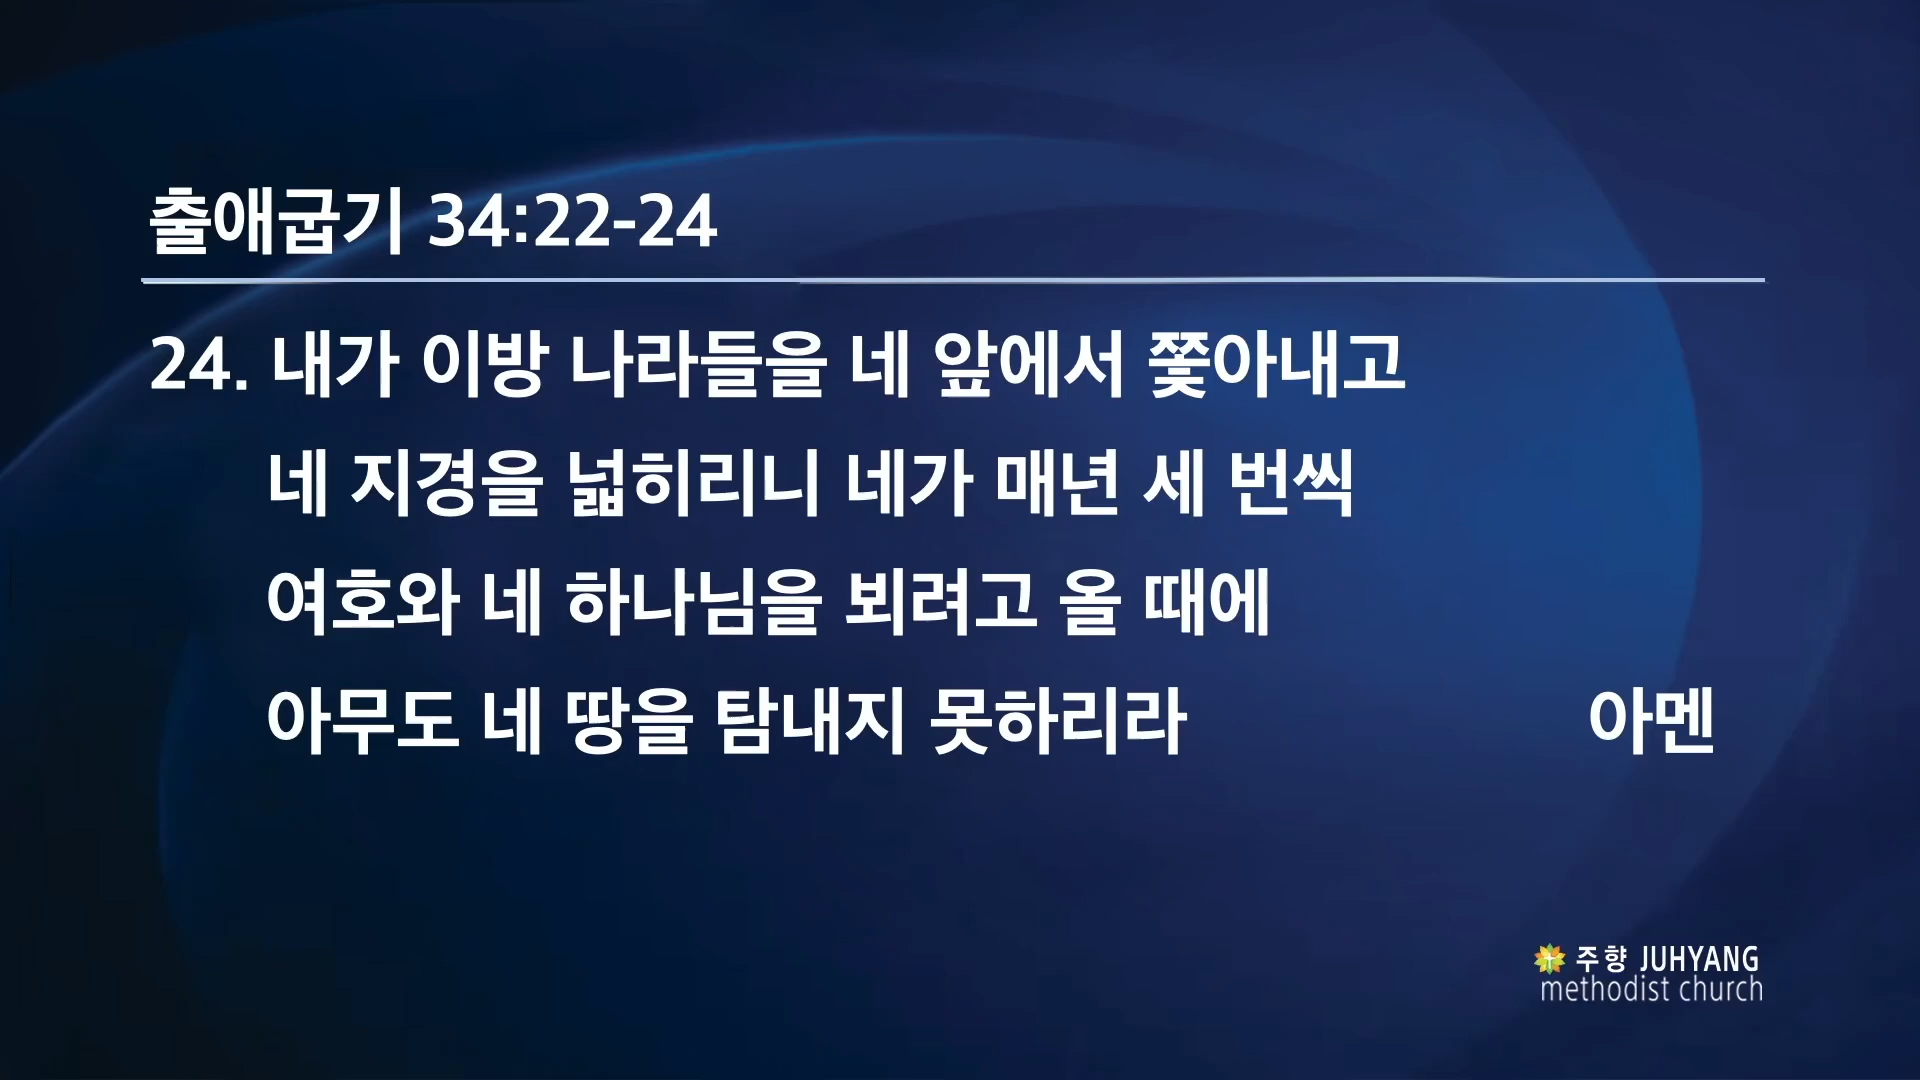 출애굽기 34:22-24
24. 내가 이방 나라들을 네 앞에서 쫓아내고
네 지경을 넓히리니 네가 매년 세 번씩
여호와 네 하나님을 뵈려고 올 때에
아무도 네 땅을 탐내지 못하리라 아멘
주향 JUHYANG
methodist church